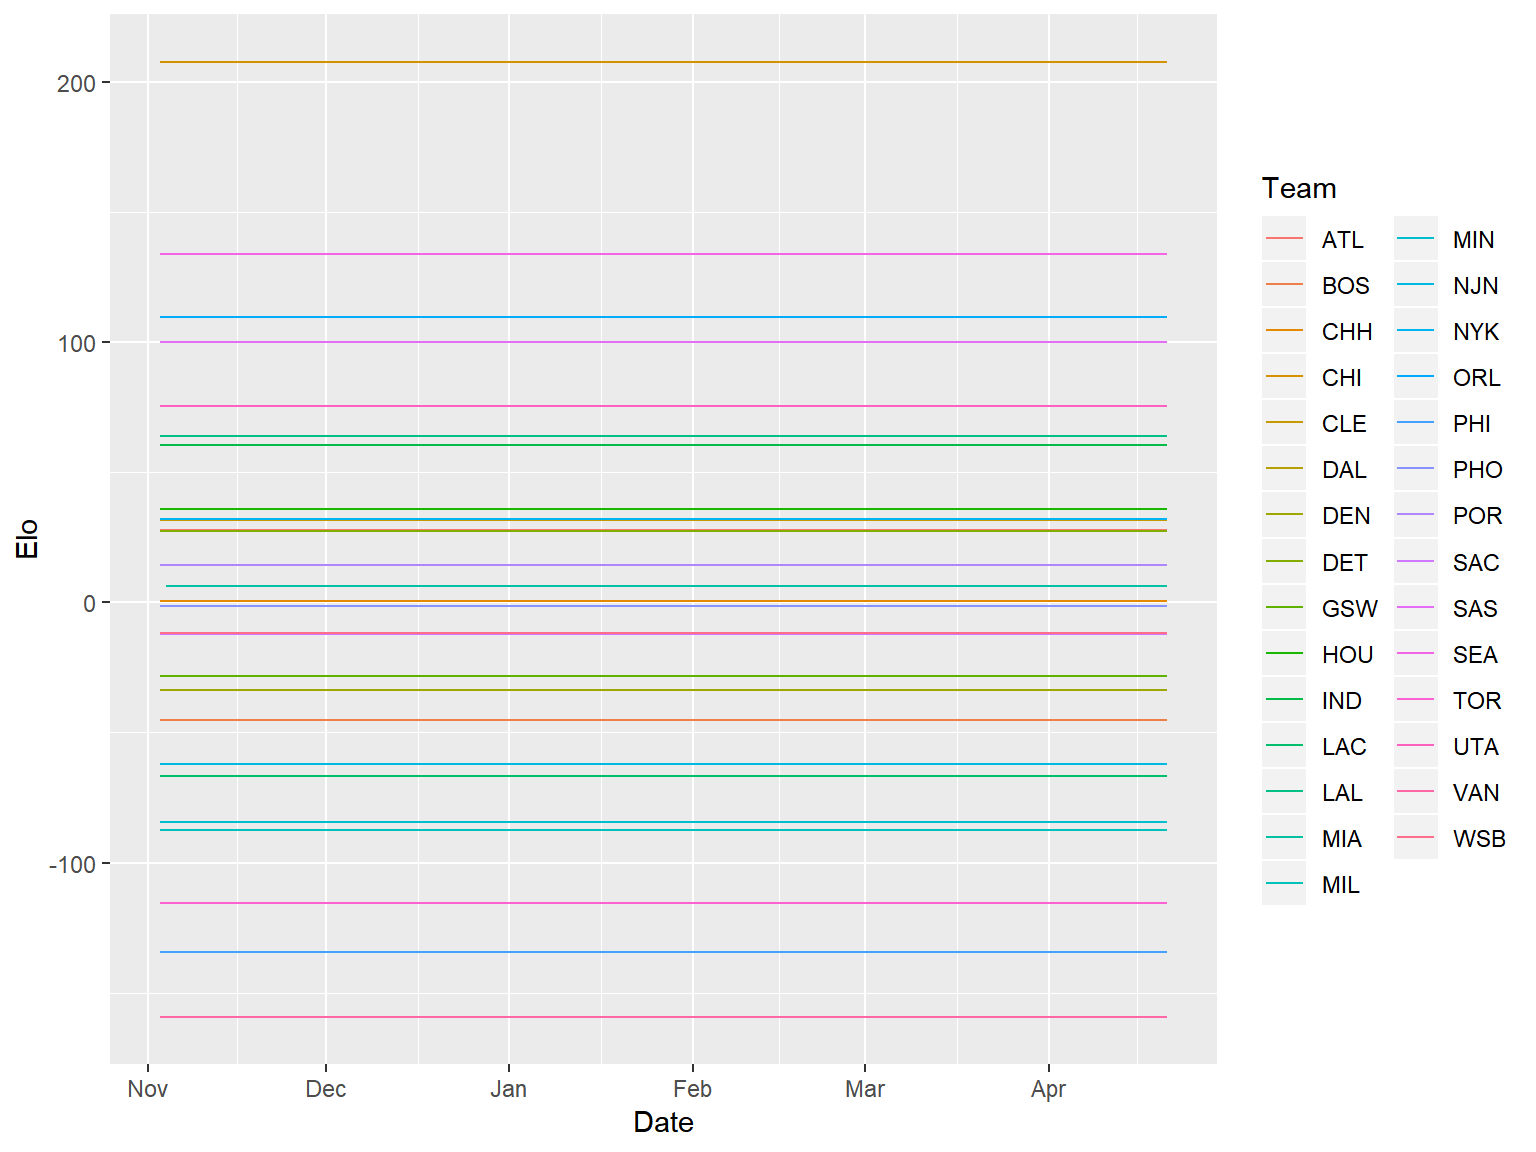 Elo
200
100
0
-100
Nov Dec Jan Feb Mar Apr
Date
Team
ATL MIN
BOS NJN
CHH NYK
CHI ORL
CLE PHI
DAL PHO
DEN POR
DET SAC
GSW SAS
HOU SEA
IND TOR
LAC UTA
LAL VAN
MIA WSB
MIL